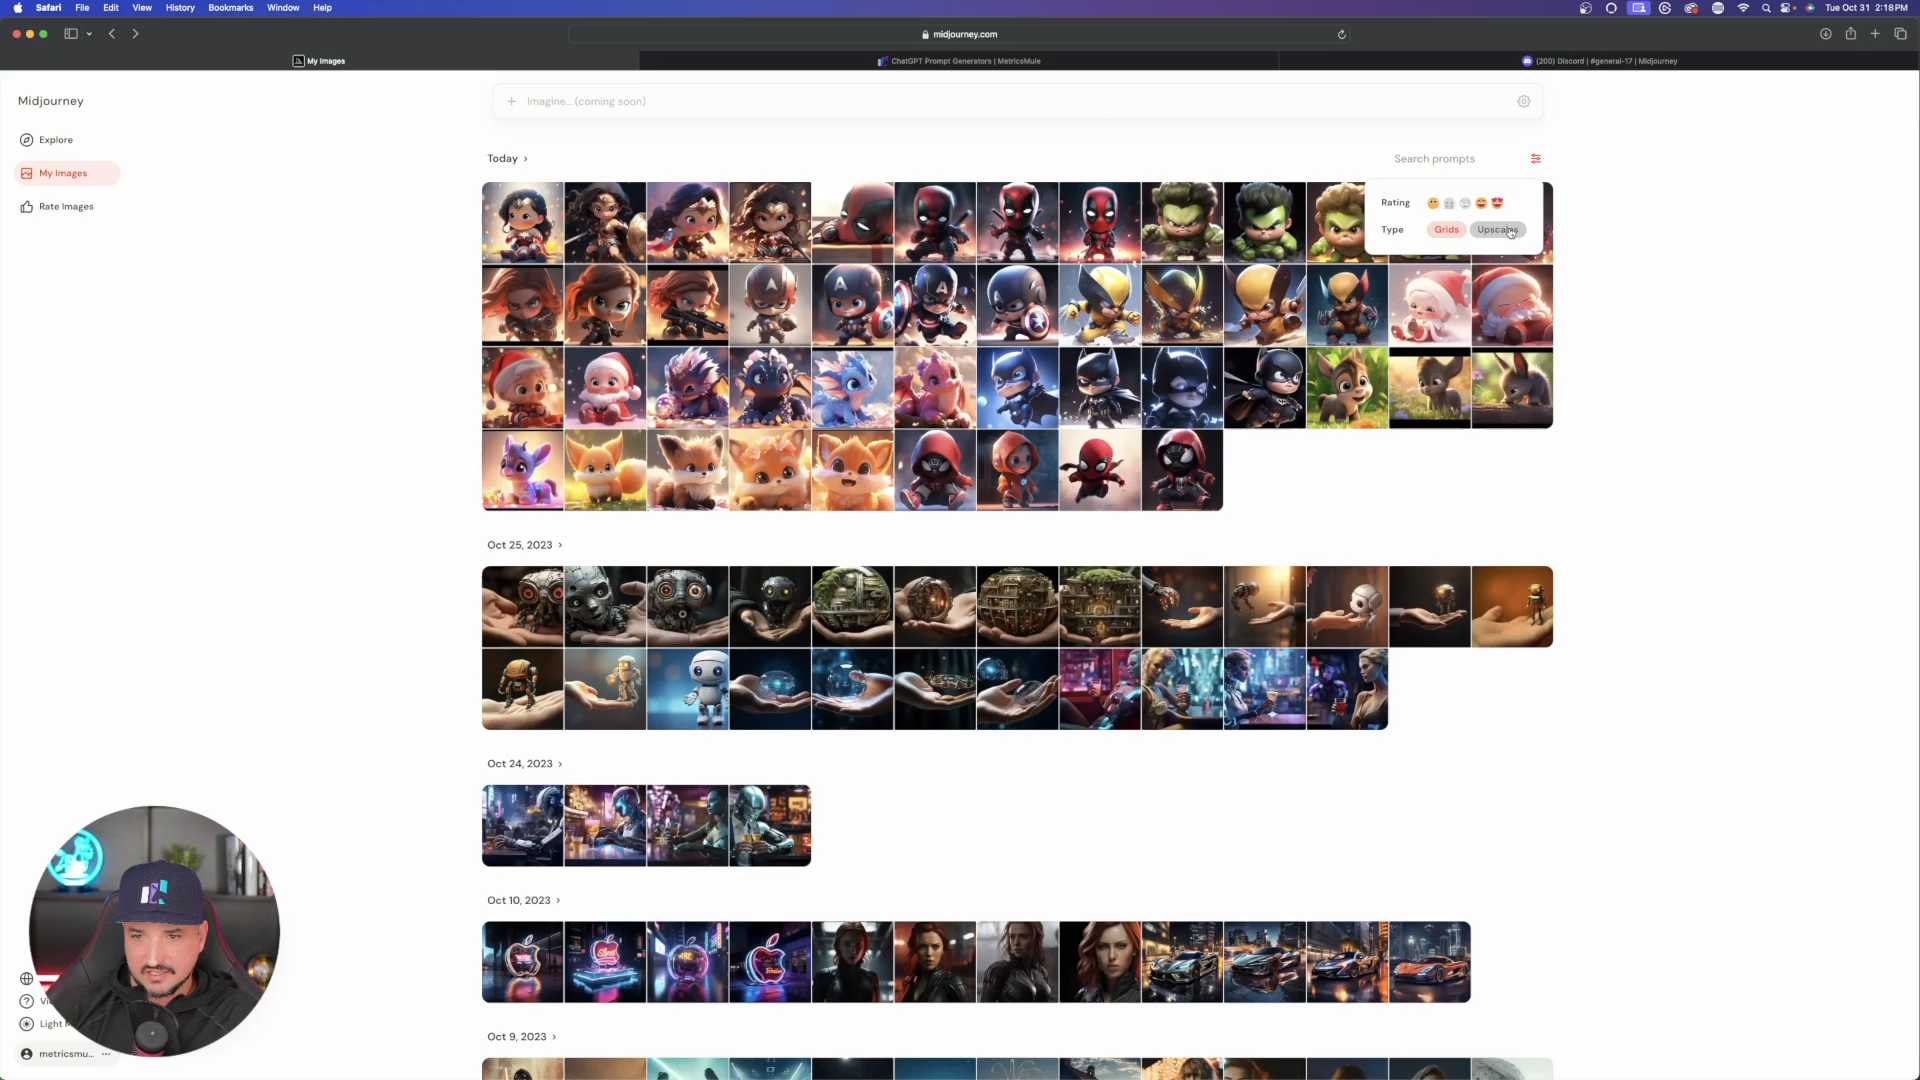 Safari File Edit View History Bookmarks Window Help
Tue Oct 31 2:18 PM
midjourney.com
My Images
ChatGPT Prompt Generators | MetricsMule
(200) Discord | #general-17 | Midjourney
Midjourney
Imagine... (coming soon)
Explore
My Images
Rate Images
Today >
Search prompts
Rating
Type Grids Upscales
Oct 25, 2023 >
Oct 24, 2023 >
Oct 10, 2023 >
Oct 9, 2023 >
Light
metricsmu... ...